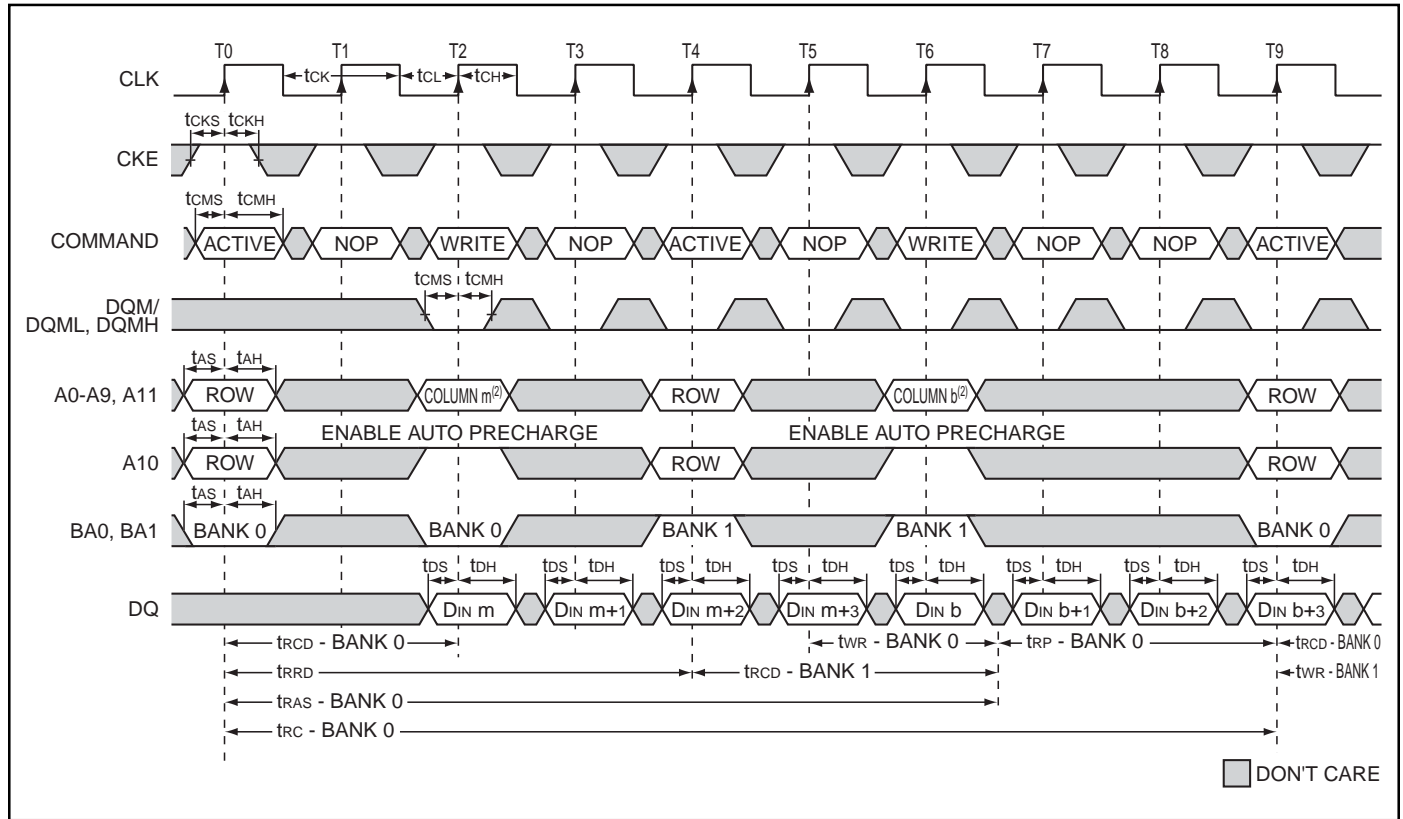 T0 T1 T2 T3 T4 T5 T6 T7 T8 T9
CLK tCK tCL tCH
tCKS tCKH
CKE
tCMS tCMH
COMMAND ACTIVE NOP WRITE NOP ACTIVE NOP WRITE NOP NOP ACTIVE
tCMS tCMH
DQM/
DQML, DQMH
tAS tAH
A0-A9, A11 ROW COLUMN m(2) ROW COLUMN b(2) ROW
tAS tAH ENABLE AUTO PRECHARGE ENABLE AUTO PRECHARGE
A10 ROW ROW ROW
tAS tAH
BA0, BA1 BANK 0 BANK 0 BANK 1 BANK 1 BANK 0
tDS tDH tDS tDH tDS tDH tDS tDH tDS tDH tDS tDH tDS tDH tDS tDH
DQ DIN m DIN m+1 DIN m+2 DIN m+3 DIN b DIN b+1 DIN b+2 DIN b+3
tRCD - BANK 0 tWR - BANK 0 tRP - BANK 0 tRCD - BANK 0
tRRD tRCD - BANK 1 tWR - BANK 1
tRAS - BANK 0
tRC - BANK 0
DON'T CARE